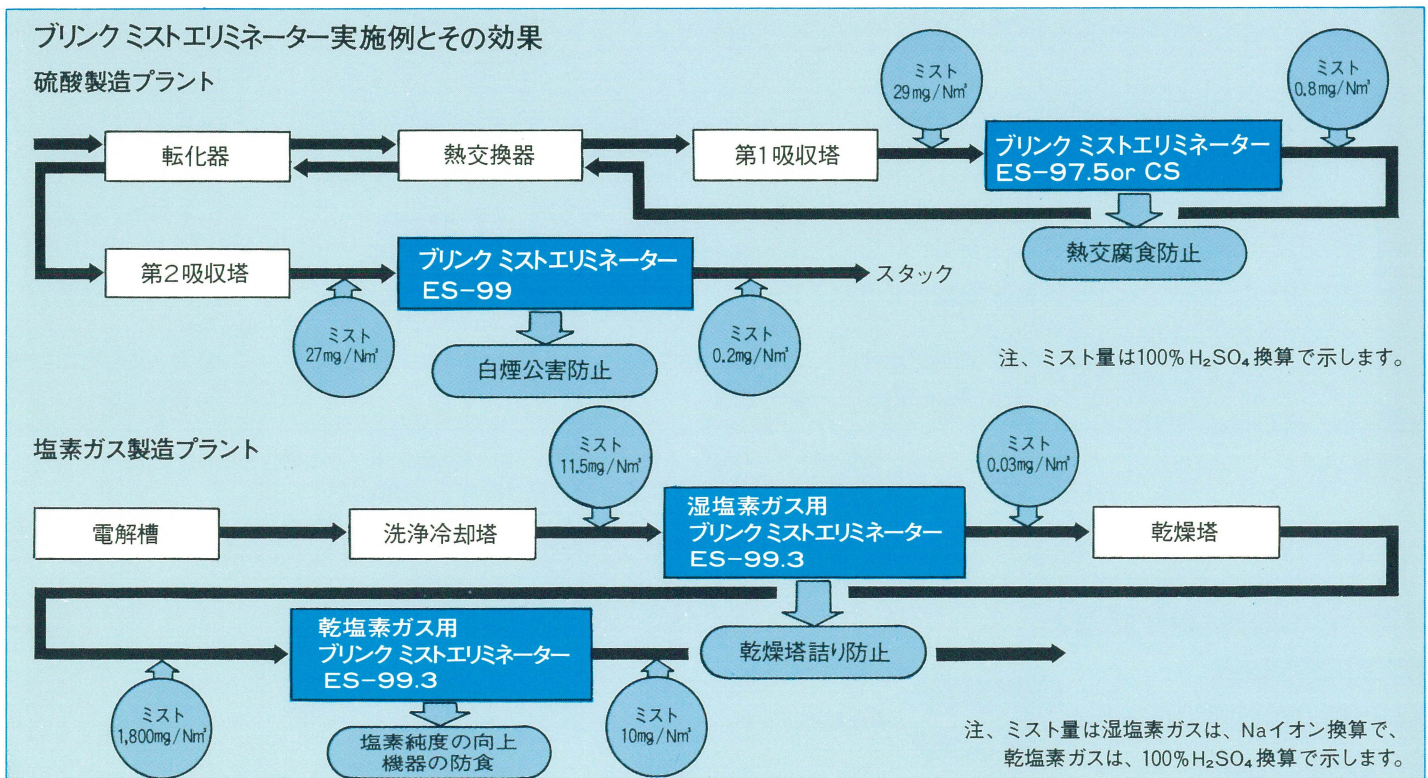 ブリンク ミストエリミネーター実施例とその効果
硫酸製造プラント
ミスト
29mg/Nm³
ミスト
0.8mg/Nm³
転化器
熱交換器
第1吸収塔
ブリンク ミストエリミネーター
ES-97.5or CS
熱交腐食防止
第2吸収塔
ブリンク ミストエリミネーター
ES-99
スタック
ミスト
27mg/Nm³
ミスト
0.2mg/Nm³
白煙公害防止
注、ミスト量は100% H₂SO₄ 換算で示します。
塩素ガス製造プラント
ミスト
11.5mg/Nm³
ミスト
0.03mg/Nm³
電解槽
洗浄冷却塔
湿塩素ガス用
ブリンク ミストエリミネーター
ES-99.3
乾燥塔
乾塩素ガス用
ブリンク ミストエリミネーター
ES-99.3
乾燥塔詰り防止
ミスト
1,800mg/Nm³
ミスト
10mg/Nm³
塩素純度の向上
機器の防食
注、ミスト量は湿塩素ガスは、Naイオン換算で、
乾塩素ガスは、100% H₂SO₄ 換算で示します。